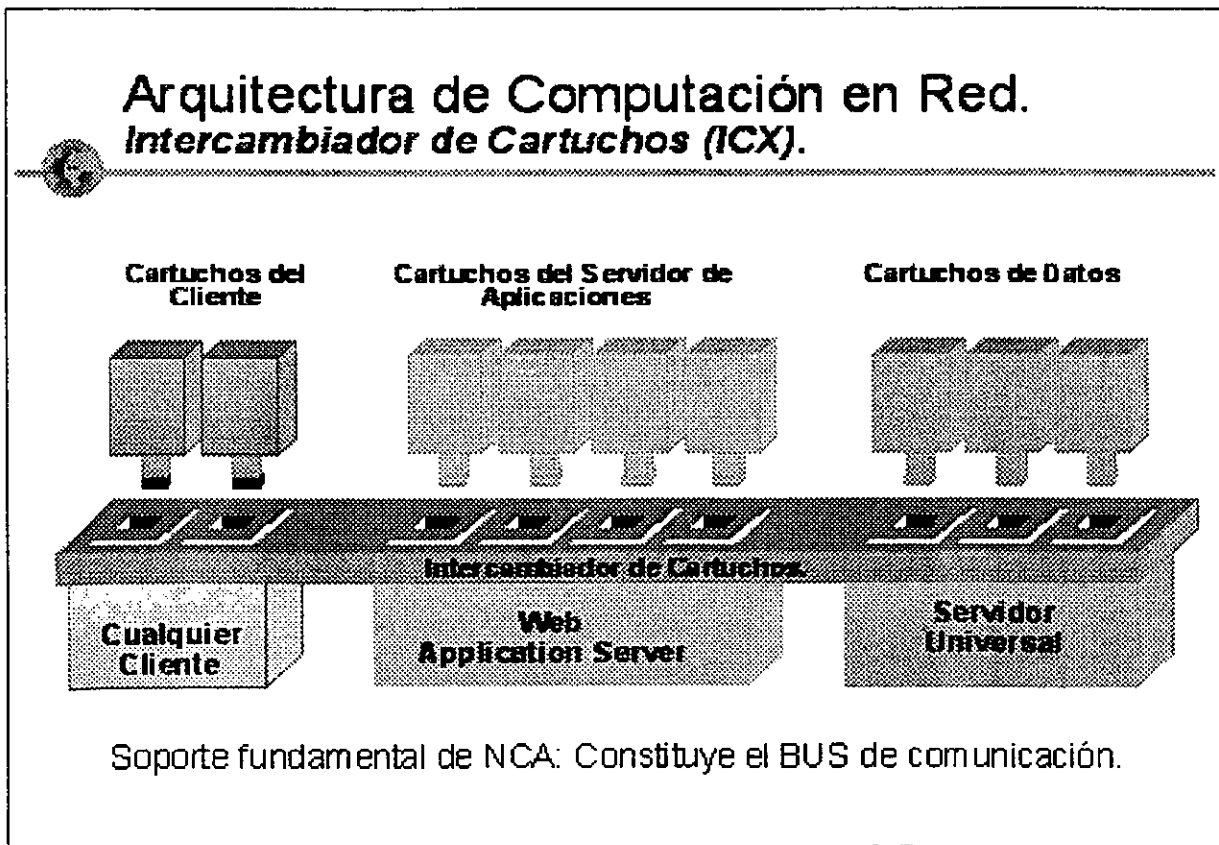 Arquitectura de Computación en Red.
Intercambiador de Cartuchos (ICX).
Cartuchos del
Cliente
Cartuchos del Servidor de
Aplicaciones
Cartuchos de Datos
Intercambiador de Cartuchos.
Cualquier
Cliente
Web
Application Server
Servidor
Universal
Soporte fundamental de NCA: Constituye el BUS de comunicación.